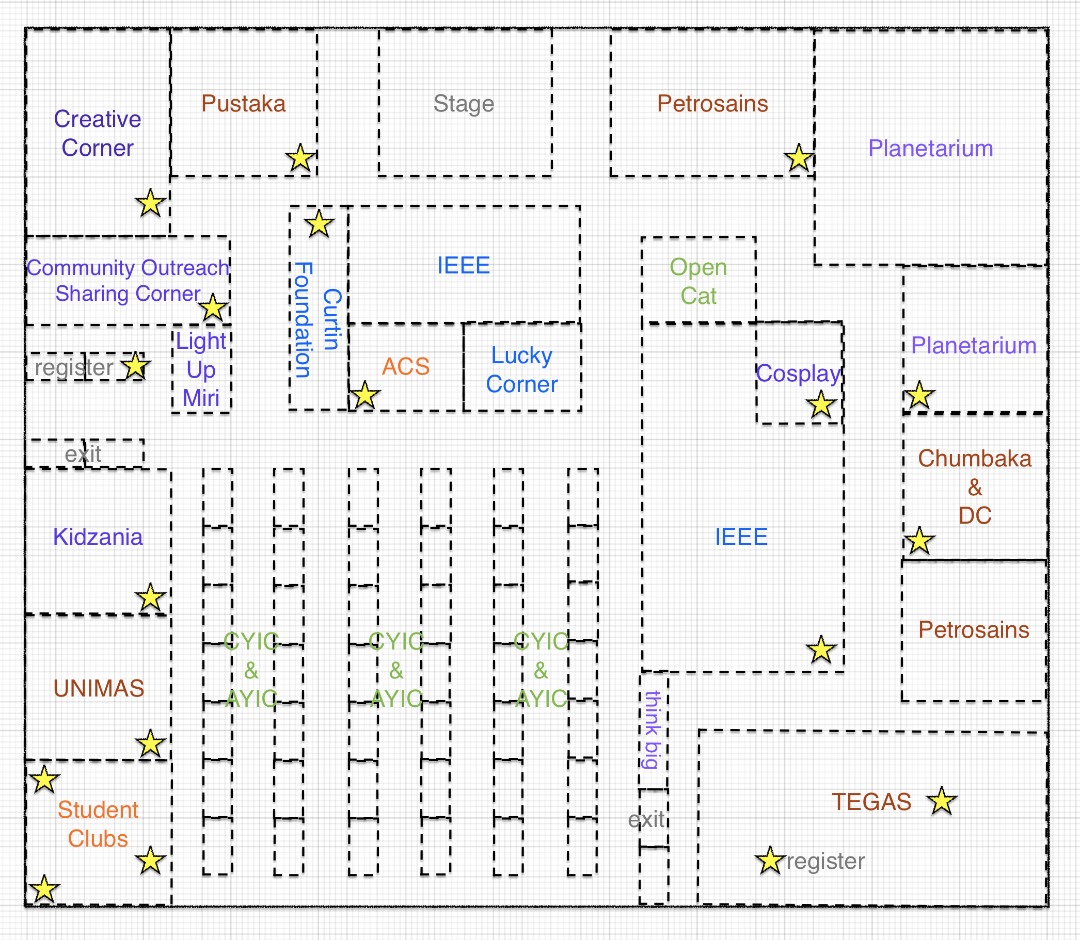 Creative
Corner
Pustaka
Stage
Petrosains
Planetarium
Community Outreach
Sharing Corner
Curtin
Foundation
IEEE
Open
Cat
Light
Up
Miri
register
ACS
Lucky
Corner
Cosplay
Planetarium
exit
Chumbaka
&
DC
Kidzania
IEEE
CYIC
&
AYIC
CYIC
&
AYIC
CYIC
&
AYIC
Petrosains
UNIMAS
think big
Student
Clubs
exit
TEGAS
register